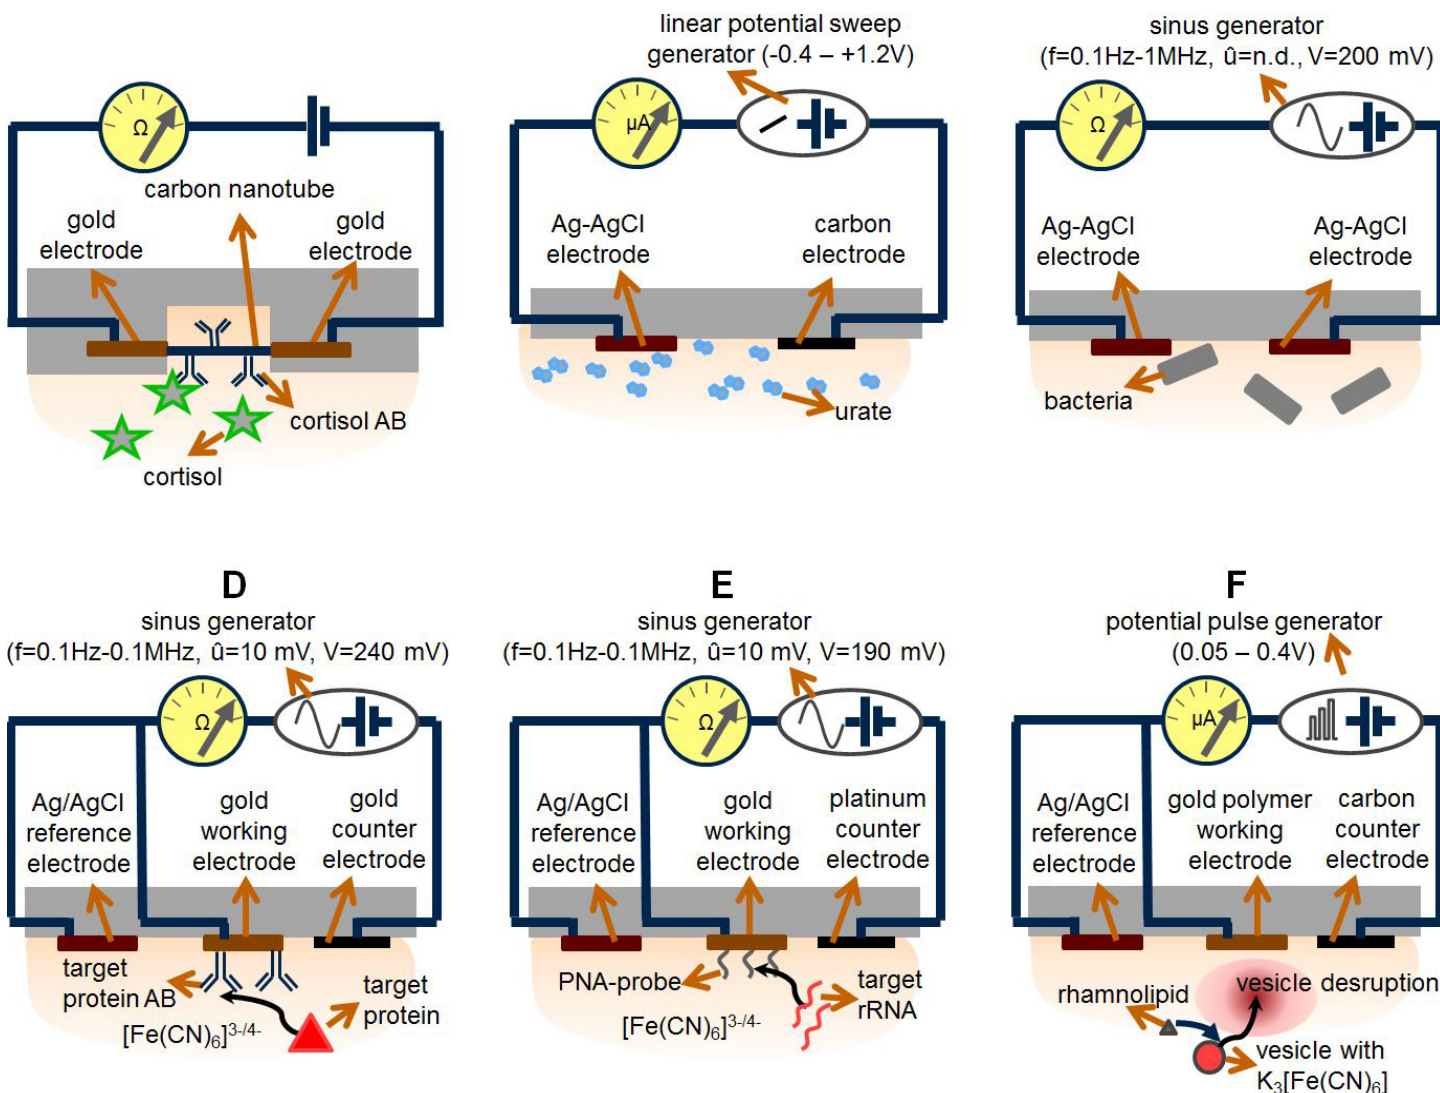 linear potential sweep
generator (-0.4 – +1.2V)
sinus generator
(f=0.1Hz-1MHz, û=n.d., V=200 mV)
Ω
µA
Ω
carbon nanotube
gold
electrode
gold
electrode
Ag-AgCl
electrode
carbon
electrode
Ag-AgCl
electrode
Ag-AgCl
electrode
cortisol AB
cortisol
urate
bacteria
D
sinus generator
(f=0.1Hz-0.1MHz, û=10 mV, V=240 mV)
Ω
Ag/AgCl
reference
electrode
gold
working
electrode
gold
counter
electrode
target
protein AB
target
protein
[Fe(CN)₆]³⁻/⁴⁻
E
sinus generator
(f=0.1Hz-0.1MHz, û=10 mV, V=190 mV)
Ω
Ag/AgCl
reference
electrode
gold
working
electrode
platinum
counter
electrode
PNA-probe
target
rRNA
[Fe(CN)₆]³⁻/⁴⁻
F
potential pulse generator
(0.05 – 0.4V)
µA
Ag/AgCl
reference
electrode
gold polymer
working
electrode
carbon
counter
electrode
vesicle desruption
rhamnolipid
vesicle with
K₃[Fe(CN)₆]